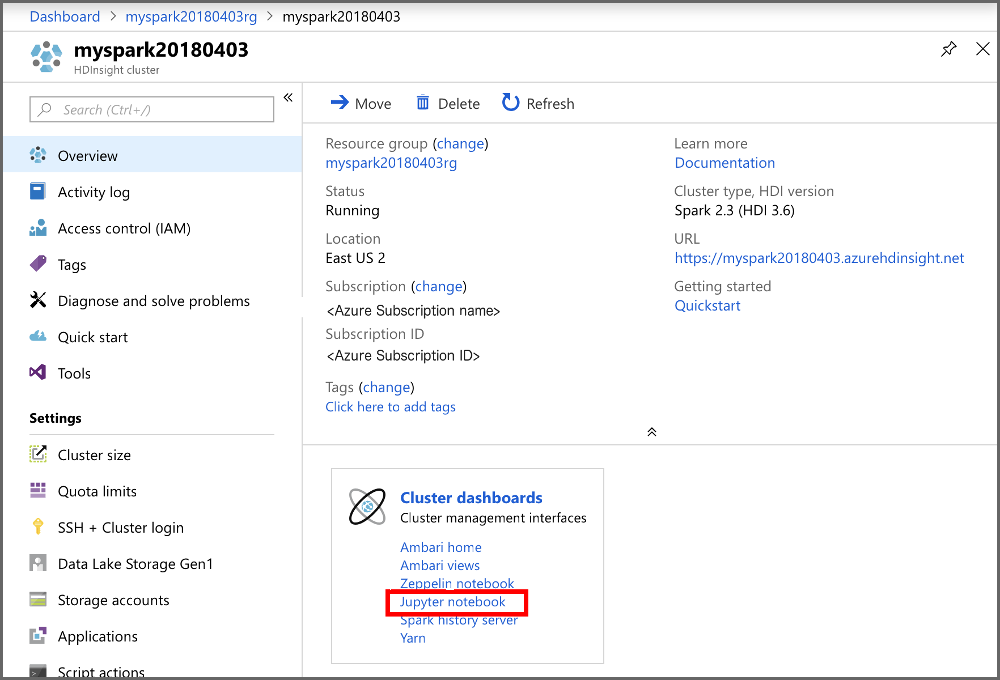 Dashboard > myspark20180403rg > myspark20180403
myspark20180403
HDInsight cluster
Search (Ctrl+/)
«
Overview
Activity log
Access control (IAM)
Tags
Diagnose and solve problems
Quick start
Tools
Settings
Cluster size
Quota limits
SSH + Cluster login
Data Lake Storage Gen1
Storage accounts
Applications
Script actions
Move Delete Refresh
Resource group (change)
myspark20180403rg
Status
Running
Location
East US 2
Subscription (change)
<Azure Subscription name>
Subscription ID
<Azure Subscription ID>
Tags (change)
Click here to add tags
Learn more
Documentation
Cluster type, HDI version
Spark 2.3 (HDI 3.6)
URL
https://myspark20180403.azurehdinsight.net
Getting started
Quickstart
Cluster dashboards
Cluster management interfaces
Ambari home
Ambari views
Zeppelin notebook
Jupyter notebook
Spark history server
Yarn